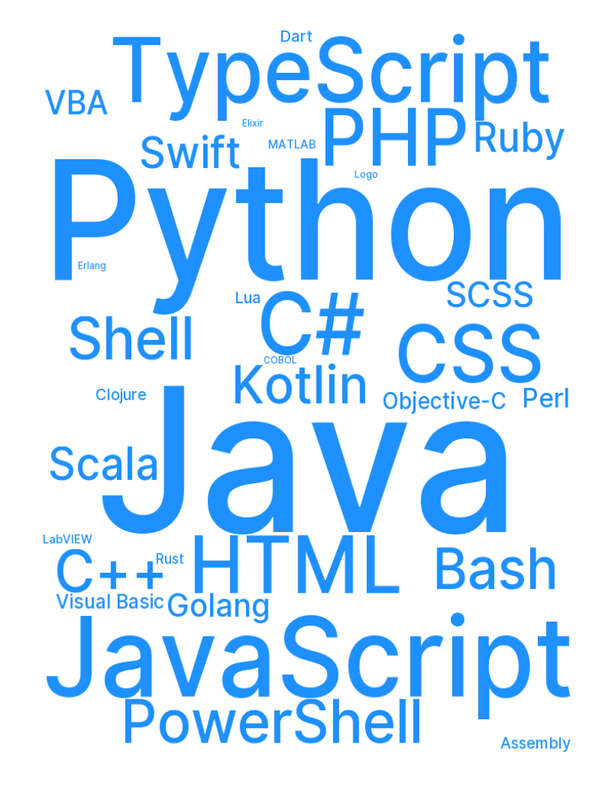 Dart
TypeScript
VBA
PHP
Elixir
Ruby
Swift
MATLAB
Python
Logo
Erlang
SCSS
Lua
C#
Shell
CSS
COBOL
Kotlin
Clojure
Objective-C
Perl
Java
Scala
LabVIEW
HTML
C++
Rust
Bash
Visual Basic
Golang
JavaScript
PowerShell
Assembly